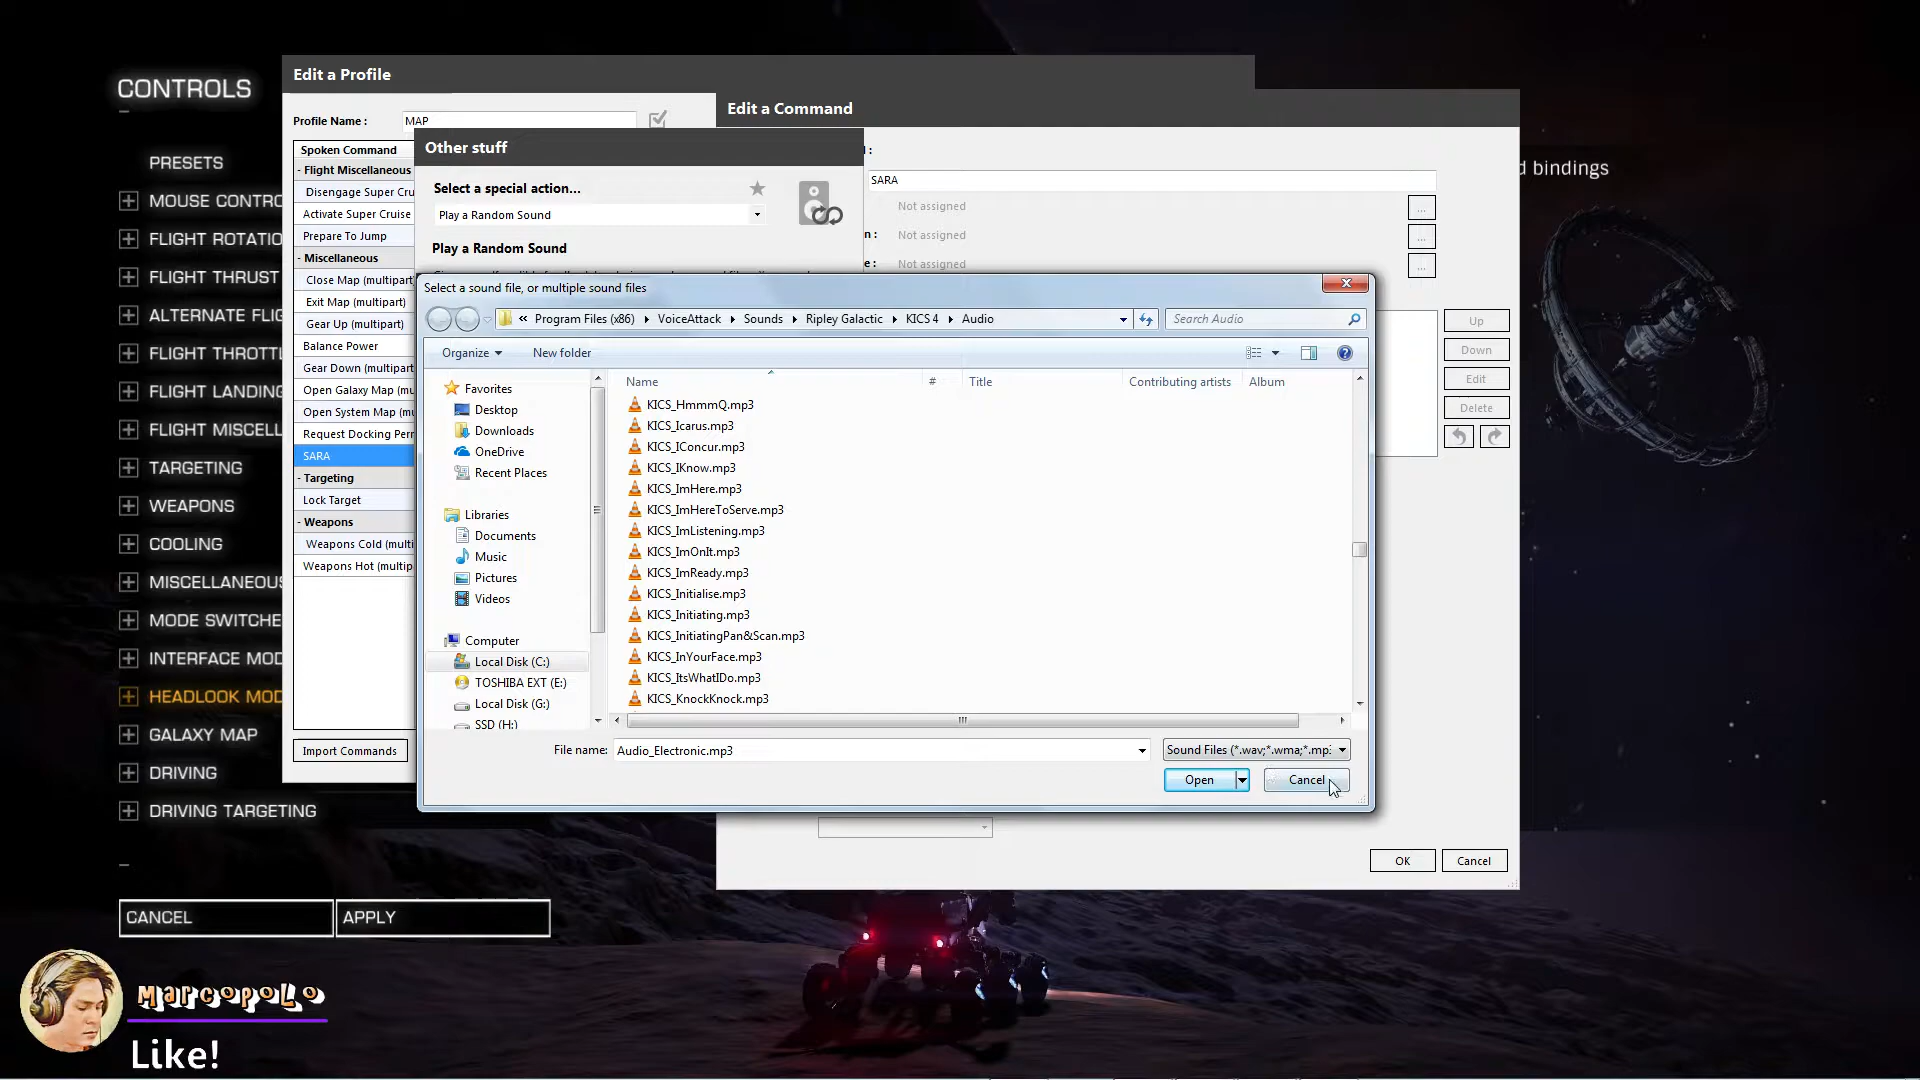 CONTROLS
PRESETS
MOUSE CONTRO
FLIGHT ROTATIO
FLIGHT THRUST
ALTERNATE FLIG
FLIGHT THROTTL
FLIGHT LANDING
FLIGHT MISCELL
TARGETING
WEAPONS
COOLING
MISCELLANEOUS
MODE SWITCHE
INTERFACE MOD
HEADLOOK MOD
GALAXY MAP
DRIVING
DRIVING TARGETING
CANCEL
APPLY
d bindings
Edit a Profile
Profile Name :
MAP
Spoken Command
- Flight Miscellaneous
Disengage Super Cru
Activate Super Cruise
Prepare To Jump
- Miscellaneous
Close Map (multipart
Exit Map (multipart)
Gear Up (multipart)
Balance Power
Gear Down (multipart
Open Galaxy Map (mu
Open System Map (mu
Request Docking Perr
SARA
- Targeting
Lock Target
- Weapons
Weapons Cold (multi
Weapons Hot (multip
Import Commands
Edit a Command
SARA
Not assigned
...
n:
Not assigned
...
e:
Not assigned
...
Up
Down
Edit
Delete
OK
Cancel
Other stuff
Select a special action...
Play a Random Sound
Play a Random Sound
Select a sound file, or multiple sound files
« Program Files (x86) VoiceAttack Sounds Ripley Galactic KICS 4 Audio
Search Audio
Organize
New folder
Favorites
Desktop
Downloads
OneDrive
Recent Places
Libraries
Documents
Music
Pictures
Videos
Computer
Local Disk (C:)
TOSHIBA EXT (E:)
Local Disk (G:)
SSD (H:)
Name
#
Title
Contributing artists
Album
KICS_HmmmQ.mp3
KICS_Icarus.mp3
KICS_IConcur.mp3
KICS_IKnow.mp3
KICS_ImHere.mp3
KICS_ImHereToServe.mp3
KICS_ImListening.mp3
KICS_ImOnIt.mp3
KICS_ImReady.mp3
KICS_Initialise.mp3
KICS_Initiating.mp3
KICS_InitiatingPan&Scan.mp3
KICS_InYourFace.mp3
KICS_ItsWhatIDo.mp3
KICS_KnockKnock.mp3
File name:
Audio_Electronic.mp3
Sound Files (*.wav;*.wma;*.mp:
Open
Cancel
Marcopolo
Like!